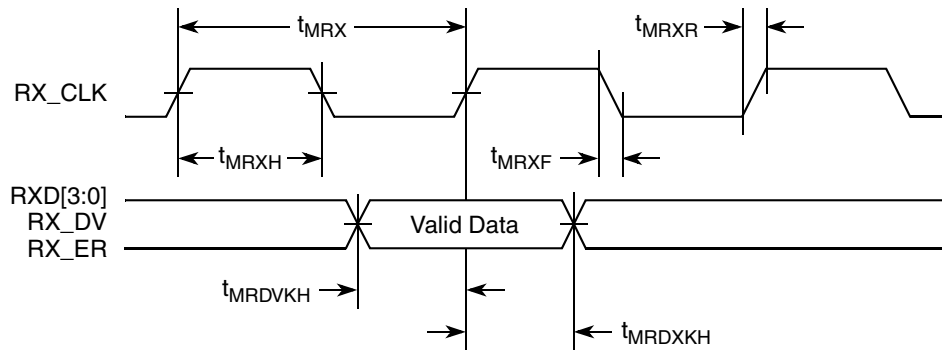 tMRX
tMRXR
RX_CLK
tMRXH
tMRXF
RXD[3:0]
RX_DV
Valid Data
RX_ER
tMRDVKH
tMRDXKH